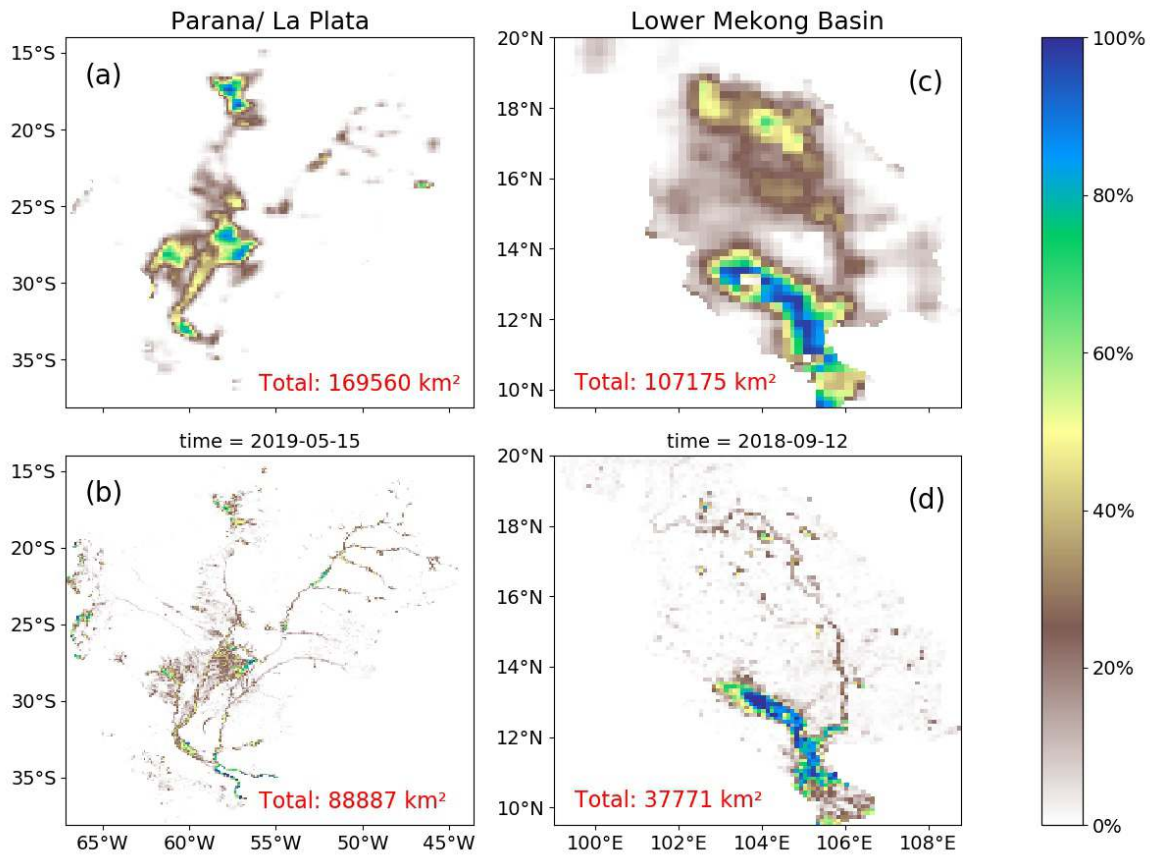 Parana/ La Plata
Lower Mekong Basin
(a)
15°S
20°S
25°S
30°S
35°S
Total: 169560 km²
(c)
20°N
18°N
16°N
14°N
12°N
10°N
Total: 107175 km²
time = 2019-05-15
(b)
15°S
20°S
25°S
30°S
35°S
Total: 88887 km²
65°W 60°W 55°W 50°W 45°W
time = 2018-09-12
(d)
20°N
18°N
16°N
14°N
12°N
10°N
Total: 37771 km²
100°E 102°E 104°E 106°E 108°E
100%
80%
60%
40%
20%
0%